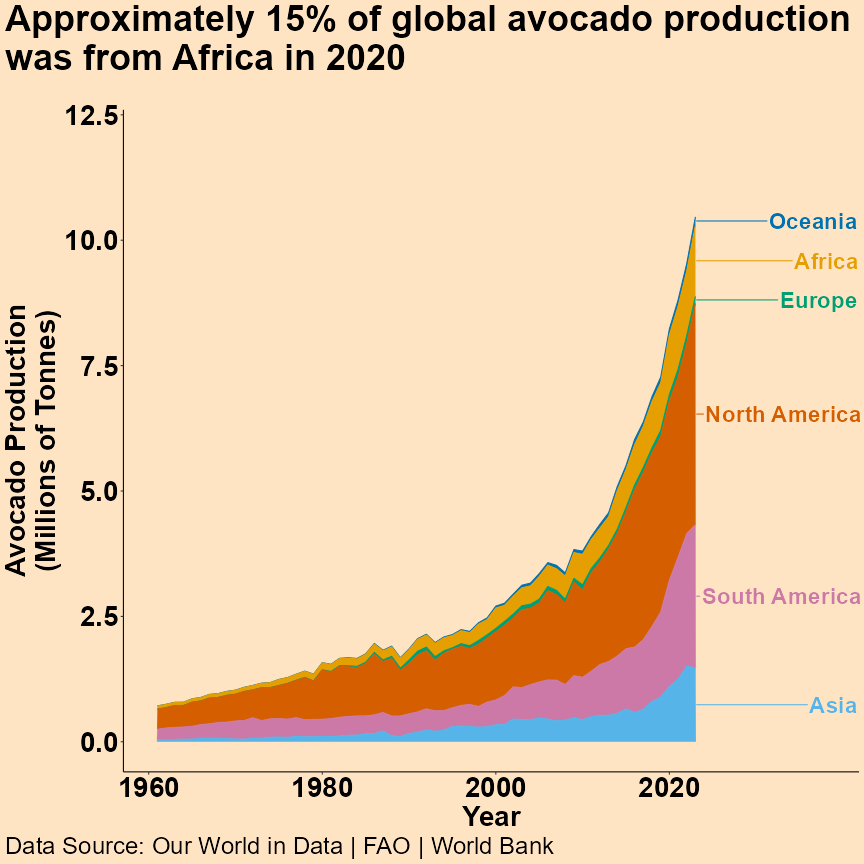 Approximately 15% of global avocado production
was from Africa in 2020
12.5
10.0
7.5
5.0
2.5
0.0
Avocado Production
(Millions of Tonnes)
Oceania
Africa
Europe
North America
South America
Asia
1960
1980
2000
2020
Year
Data Source: Our World in Data | FAO | World Bank